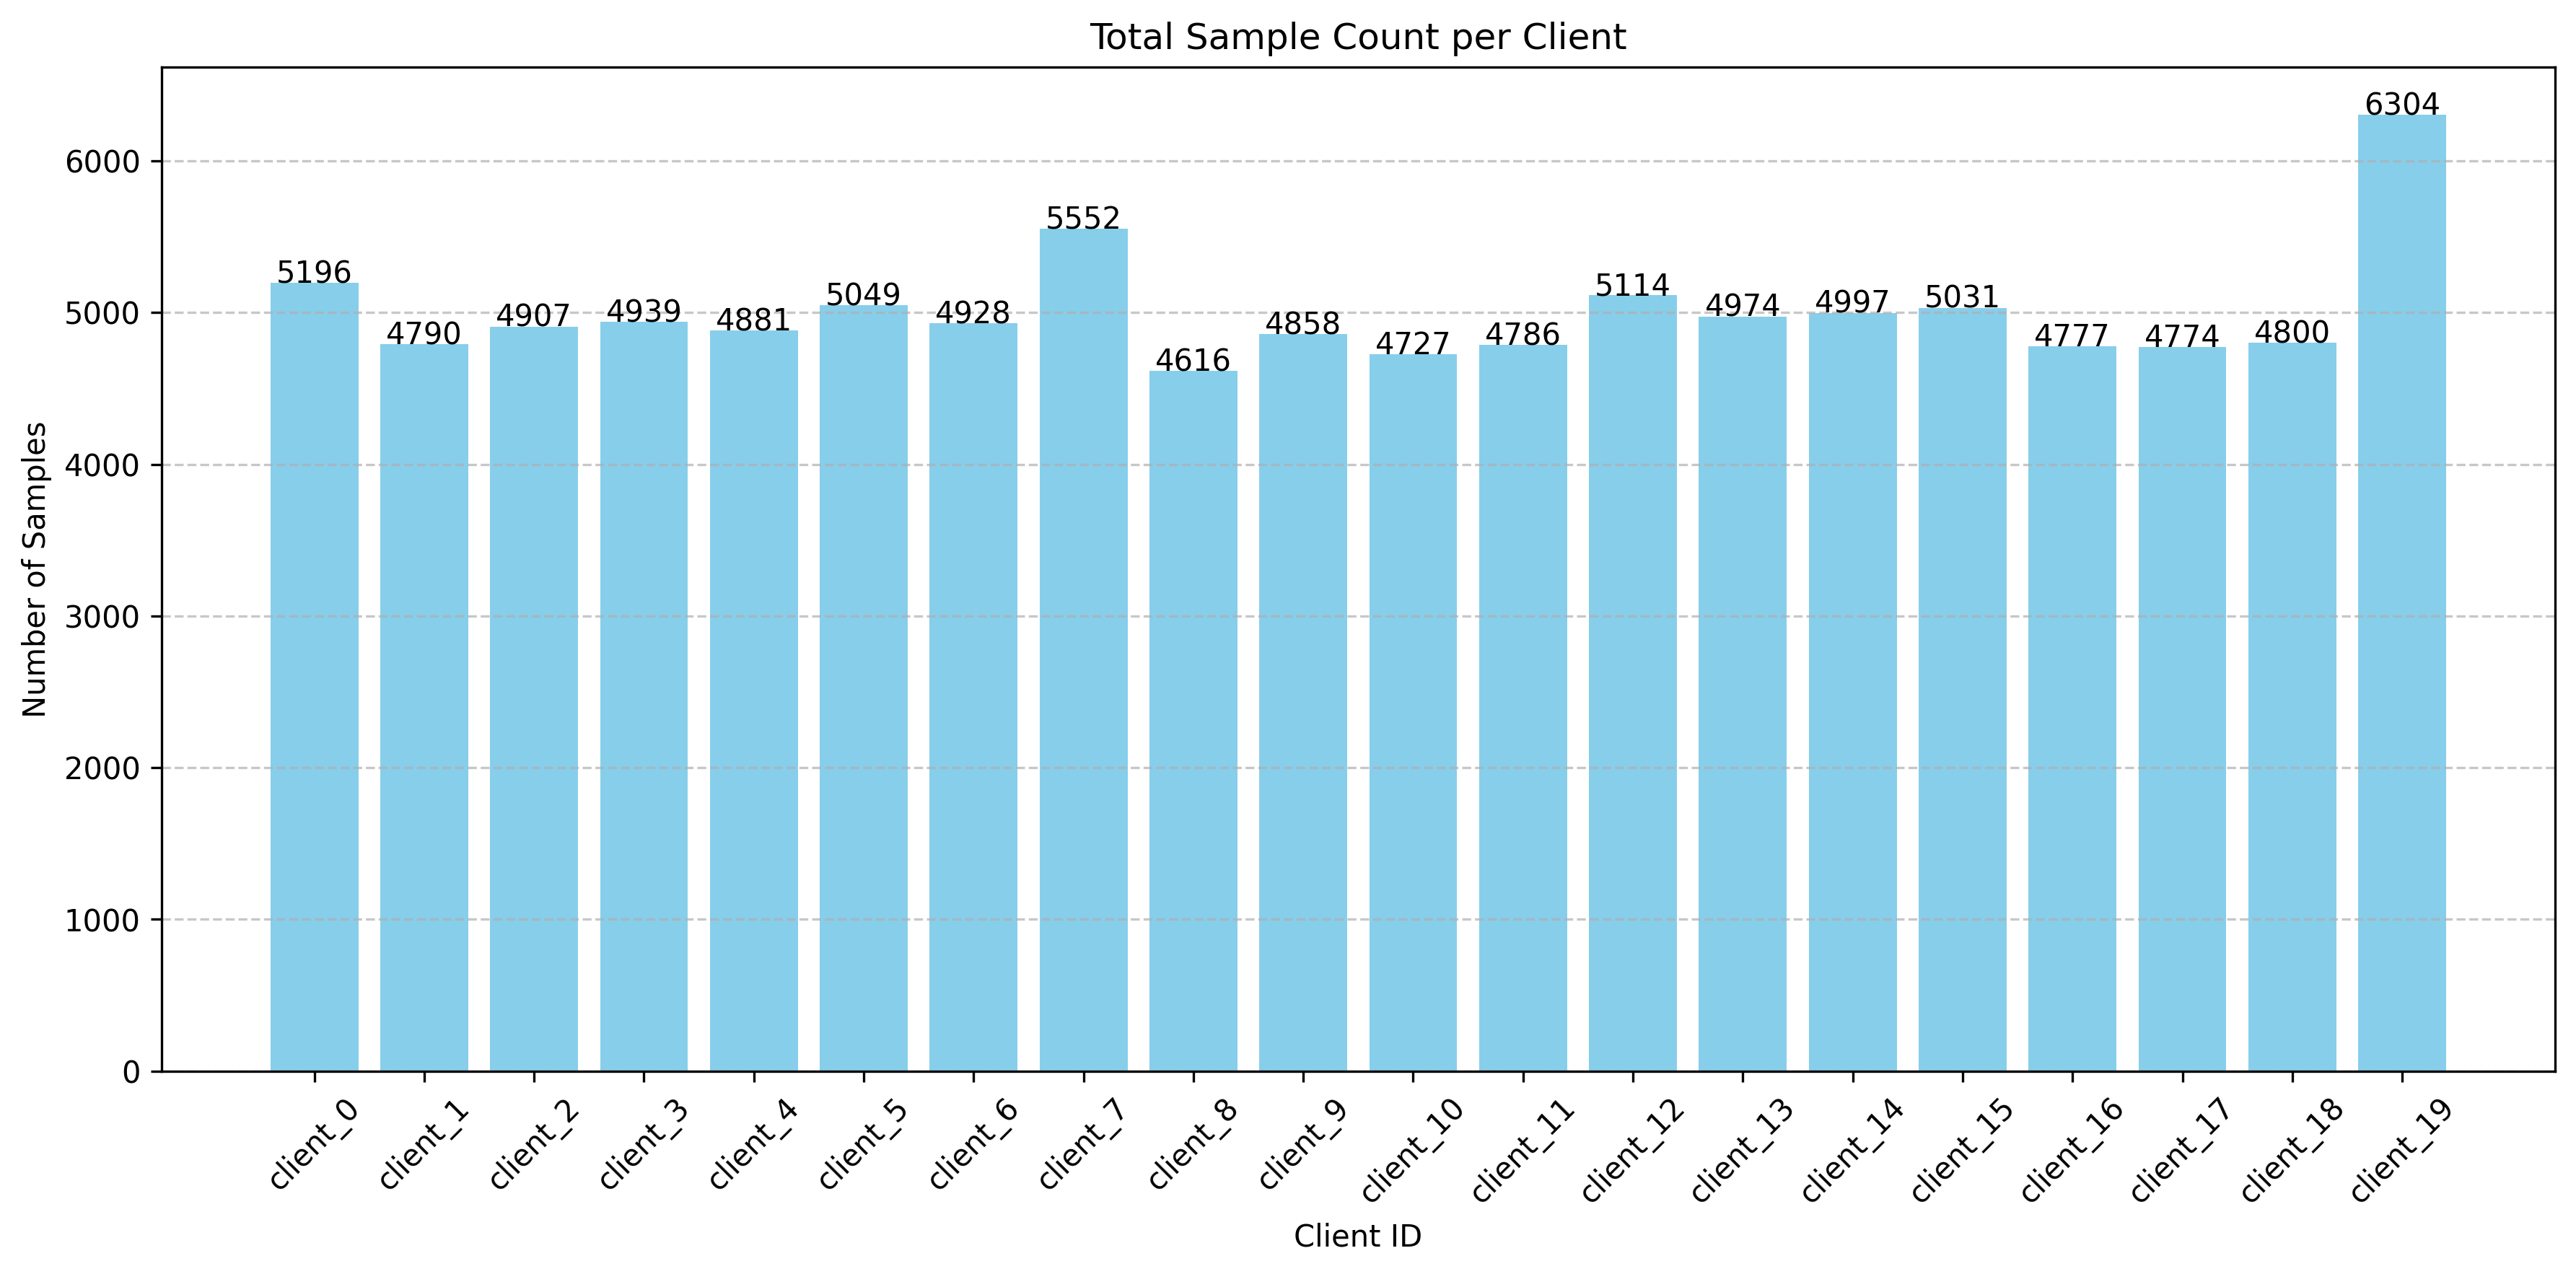 Total Sample Count per Client
Number of Samples
6000
5000
4000
3000
2000
1000
0
5196
4790
4907
4939
4881
5049
4928
5552
4616
4858
4727
4786
5114
4974
4997
5031
4777
4774
4800
6304
client_0
client_1
client_2
client_3
client_4
client_5
client_6
client_7
client_8
client_9
client_10
client_11
client_12
client_13
client_14
client_15
client_16
client_17
client_18
client_19
Client ID